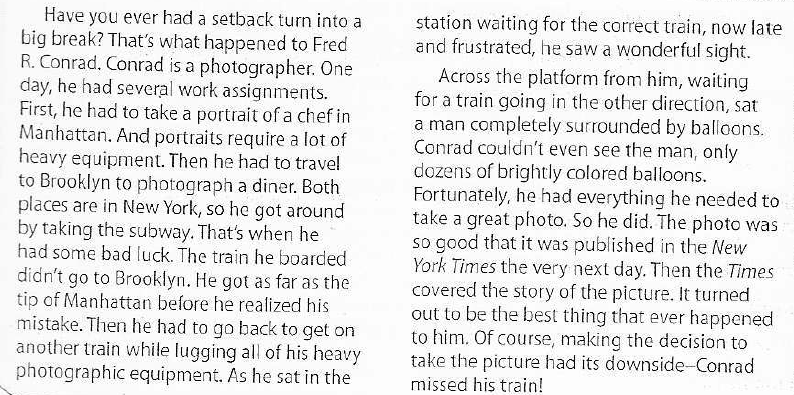 Have you ever had a setback turn into a
big break? That's what happened to Fred
R. Conrad. Conrad is a photographer. One
day, he had several work assignments.
First, he had to take a portrait of a chef in
Manhattan. And portraits require a lot of
heavy equipment. Then he had to travel
to Brooklyn to photograph a diner. Both
places are in New York, so he got around
by taking the subway. That's when he
had some bad luck. The train he boarded
didn't go to Brooklyn. He got as far as the
tip of Manhattan before he realized his
mistake. Then he had to go back to get on
another train while lugging all of his heavy
photographic equipment. As he sat in the
station waiting for the correct train, now late
and frustrated, he saw a wonderful sight.
Across the platform from him, waiting
for a train going in the other direction, sat
a man completely surrounded by balloons.
Conrad couldn't even see the man, only
dozens of brightly colored balloons.
Fortunately, he had everything he needed to
take a great photo. So he did. The photo was
so good that it was published in the New
York Times the very next day. Then the Times
covered the story of the picture. It turned
out to be the best thing that ever happened
to him. Of course, making the decision to
take the picture had its downside–Conrad
missed his train!